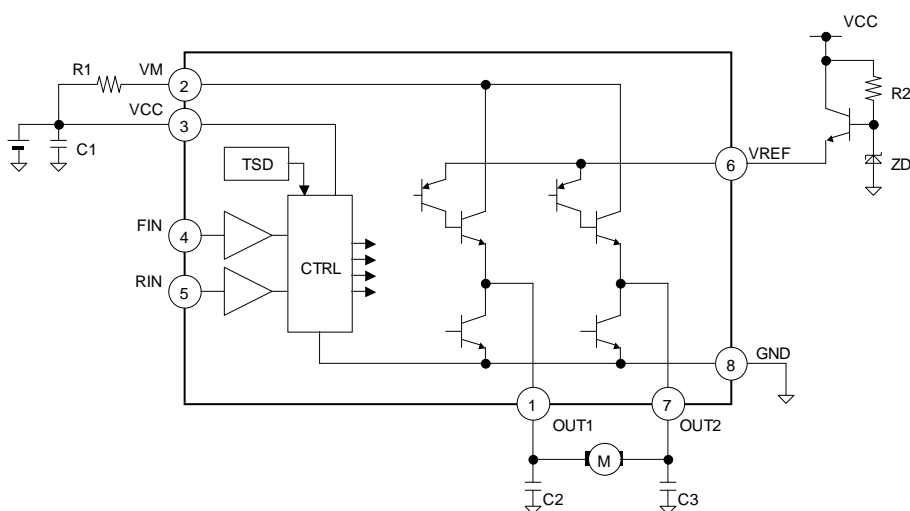 VCC
R1
VM
2
R2
VCC
3
C1
TSD
VREF
6
ZD
FIN
4
CTRL
RIN
5
GND
8
1
7
OUT1
OUT2
M
C2
C3